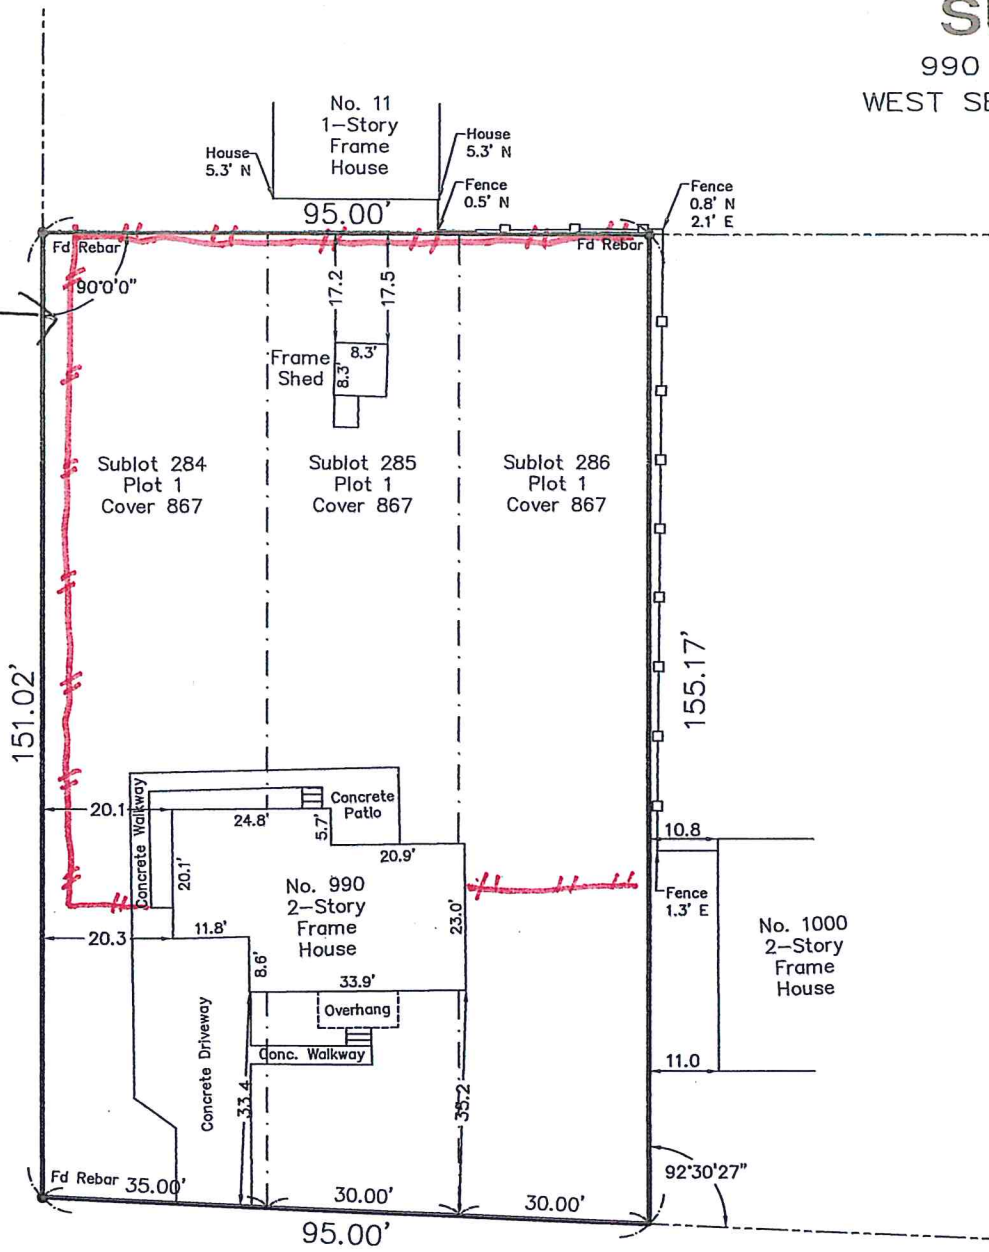 990
WEST SE
No. 11
1-Story
Frame
House
House
5.3' N
House
5.3' N
Fence
0.5' N
Fence
0.8' N
2.1' E
95.00'
Fd Rebar
Fd Rebar
90°0'0"
17.2
17.5
Frame
Shed
8.3'
8.3'
Sublot 284
Plot 1
Cover 867
Sublot 285
Plot 1
Cover 867
Sublot 286
Plot 1
Cover 867
151.02'
155.17'
Concrete Walkway
20.1
24.8'
5.7'
Concrete
Patio
20.9'
10.8
20.1'
No. 990
2-Story
Frame
House
23.0'
Fence
1.3' E
No. 1000
2-Story
Frame
House
20.3
11.8'
8.6'
33.9'
Overhang
Conc. Walkway
Concrete Driveway
33.4
35.2'
11.0
92°30'27"
Fd Rebar
35.00'
30.00'
30.00'
95.00'